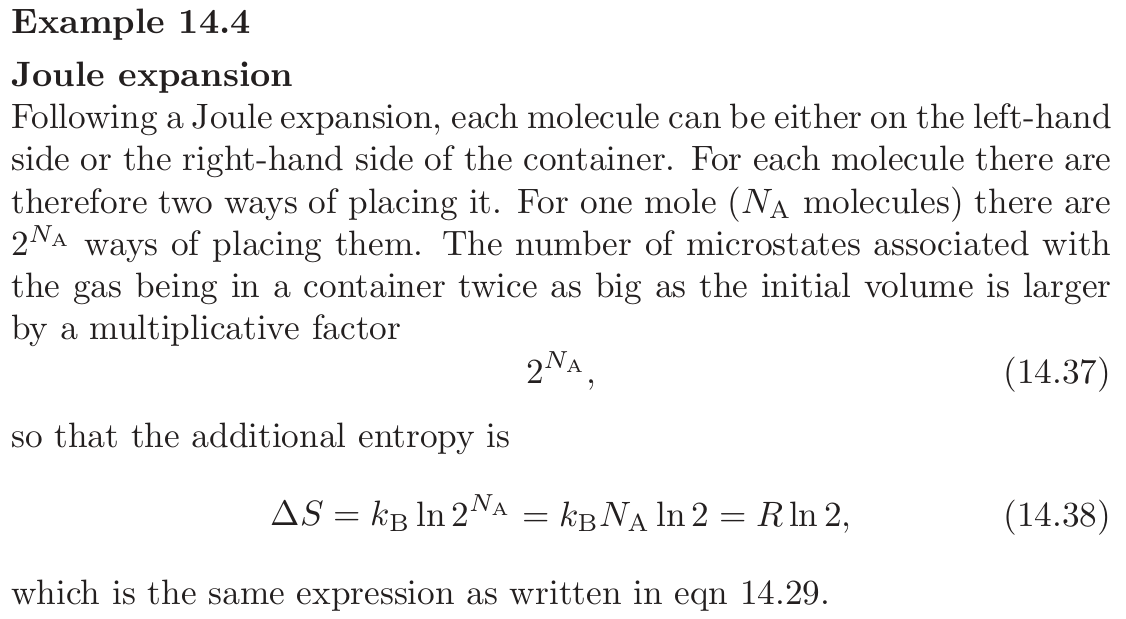 Example 14.4
Joule expansion
Following a Joule expansion, each molecule can be either on the left-hand
side or the right-hand side of the container. For each molecule there are
therefore two ways of placing it. For one mole (N_A molecules) there are
2^{N_A} ways of placing them. The number of microstates associated with
the gas being in a container twice as big as the initial volume is larger
by a multiplicative factor
2^{N_A}, (14.37)
so that the additional entropy is
ΔS = k_B ln 2^{N_A} = k_B N_A ln 2 = R ln 2, (14.38)
which is the same expression as written in eqn 14.29.